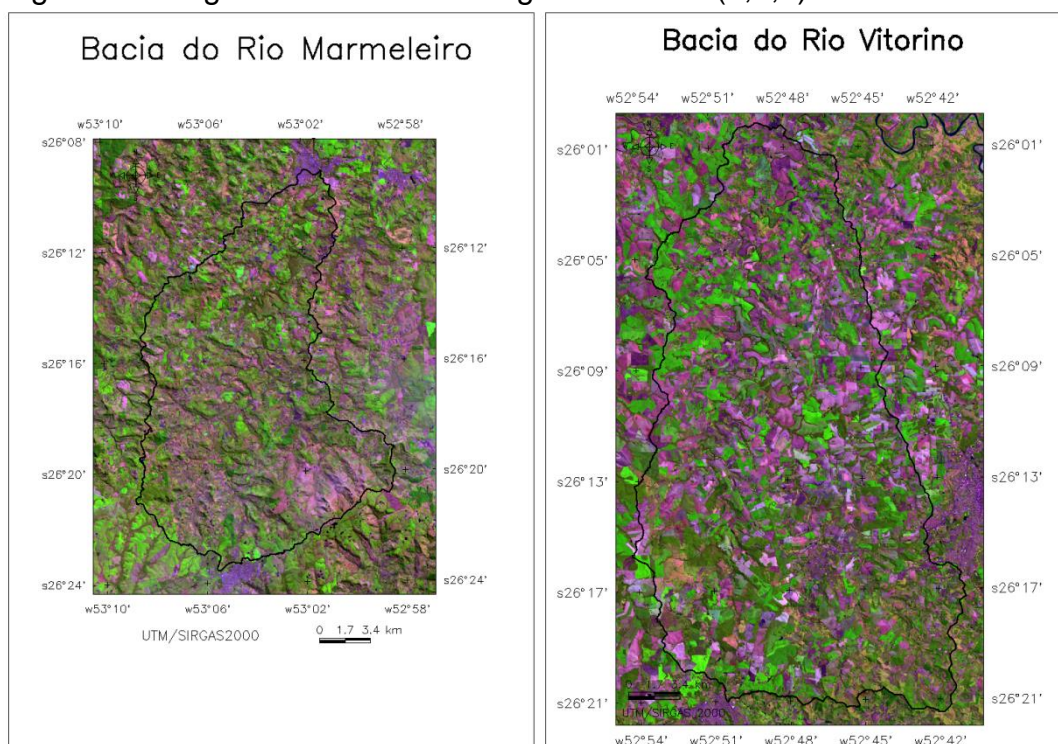 Bacia do Rio Marmeleiro
w53°10' w53°06' w53°02' w52°58'
s26°08'
s26°12' s26°12'
s26°16' s26°16'
s26°20' s26°20'
s26°24' s26°24'
w53°10' w53°06' w53°02' w52°58'
UTM/SIRGAS2000
0 1.7 3.4 km
Bacia do Rio Vitorino
w52°54' w52°51' w52°48' w52°45' w52°42'
s26°01' s26°01'
s26°05' s26°05'
s26°09' s26°09'
s26°13' s26°13'
s26°17' s26°17'
s26°21' s26°21'
UTM/SIRGAS 2000
w52°54' w52°51' w52°48' w52°45' w52°42'